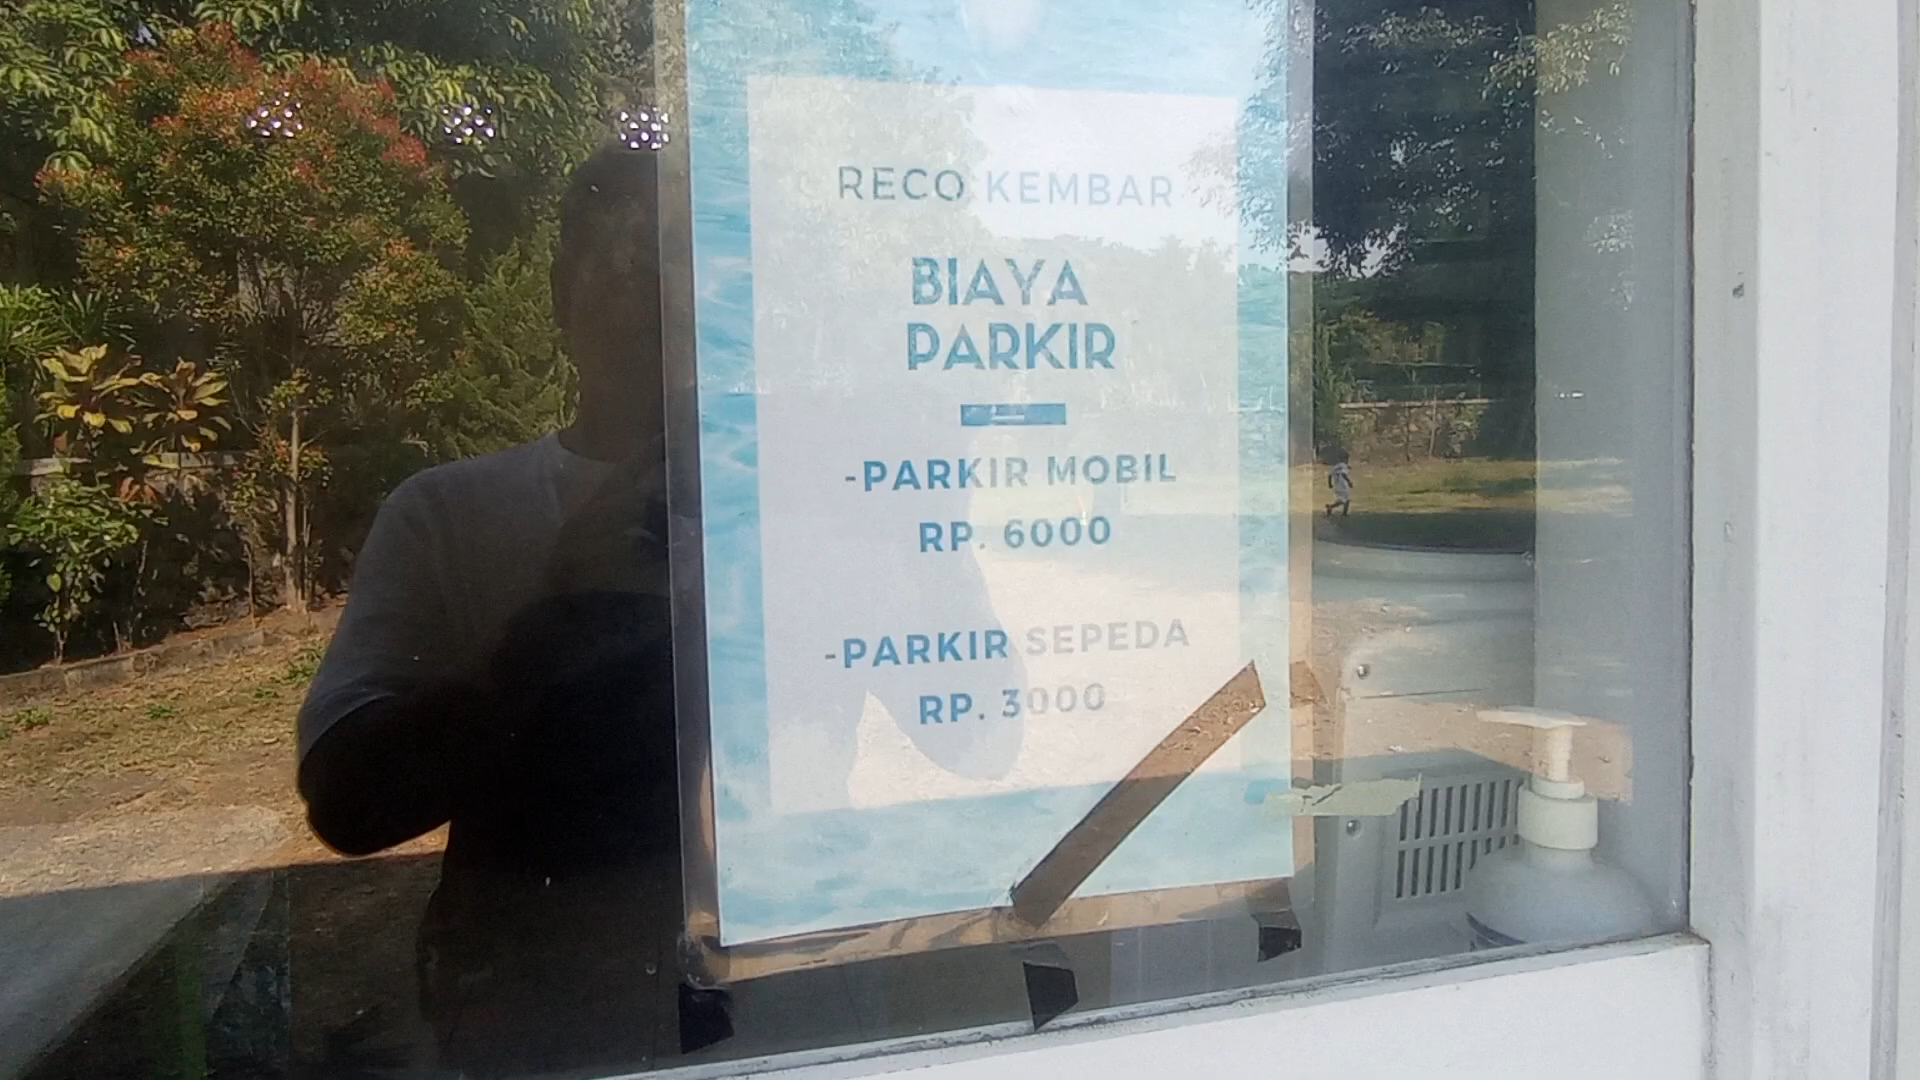 RECO KEMBAR
BIAYA
PARKIR
-PARKIR MOBIL
RP. 6000
-PARKIR SEPEDA
RP. 3000